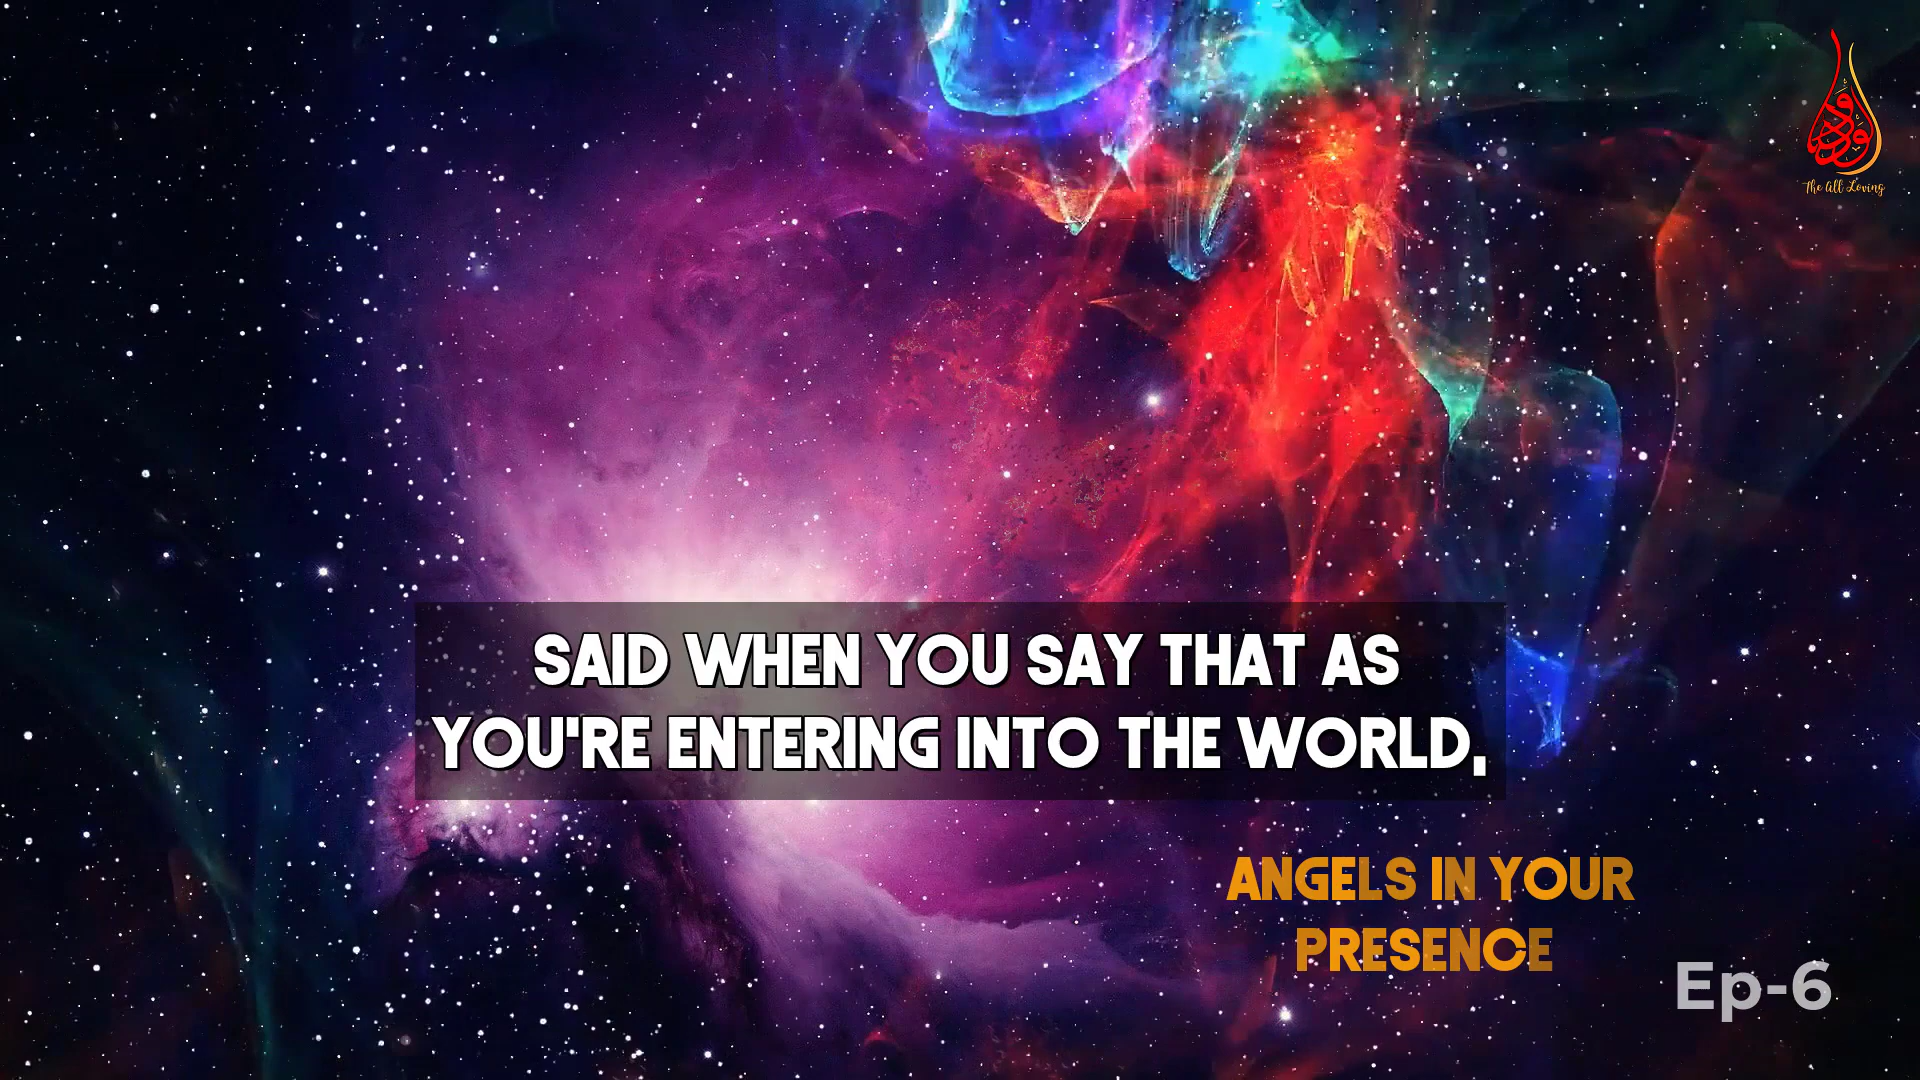 الودود
The All Loving
SAID WHEN YOU SAY THAT AS
YOU'RE ENTERING INTO THE WORLD,
ANGELS IN YOUR
PRESENCE
Ep-6